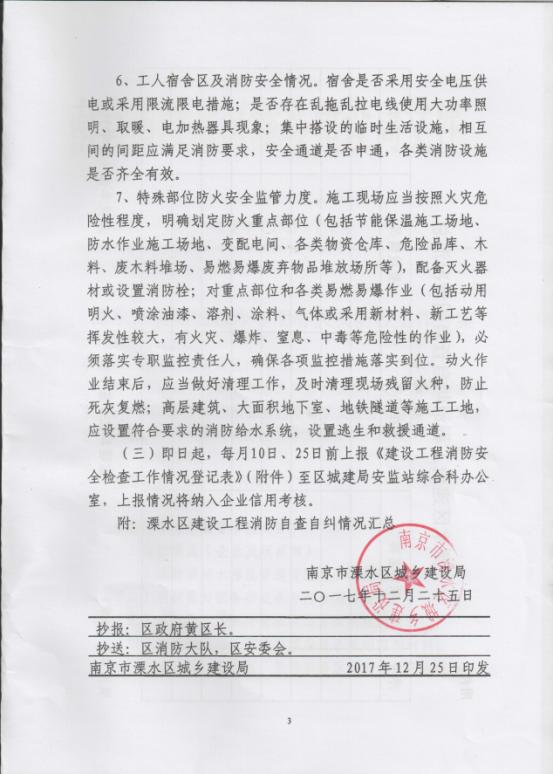 6、工人宿舍区及消防安全情况。宿舍是否采用安全电压供
电或采用限流限电措施；是否存在乱拖乱拉电线使用大功率照
明、取暖、电加热器具现象；集中搭设的临时生活设施，相互
间的间距应满足消防要求，安全通道是否申通，各类消防设施
是否齐全有效。
7、特殊部位防火安全监管力度。施工现场应当按照火灾危
险性程度，明确划定防火重点部位（包括节能保温施工场地、
防水作业施工场地、变配电间、各类物资仓库、危险品库、木
料、废木料堆场、易燃易爆废弃物品堆放场所等），配备灭火器
材或设置消防栓；对重点部位和各类易燃易爆作业（包括动用
明火、喷涂油漆、溶剂、涂料、气体或采用新材料、新工艺等
挥发性较大，有火灾、爆炸、窒息、中毒等危险性的作业），必
须落实专职监控责任人，确保各项监控措施落实到位。动火作
业结束后，应当做好清理工作，及时清理现场残留火种，防止
死灰复燃；高层建筑、大面积地下室、地铁隧道等施工工地，
应设置符合要求的消防给水系统，设置逃生和救援通道。
（三）即日起，每月10日、25日前上报《建设工程消防安
全检查工作情况登记表》（附件）至区城建局安监站综合科办公
室，上报情况将纳入企业信用考核。
附：溧水区建设工程消防自查自纠情况汇总
南京市溧水区城乡建设局
二〇一七年十二月二十五日
抄报：区政府黄区长。
抄送：区消防大队，区安委会。
南京市溧水区城乡建设局 2017年12月25日印发
3